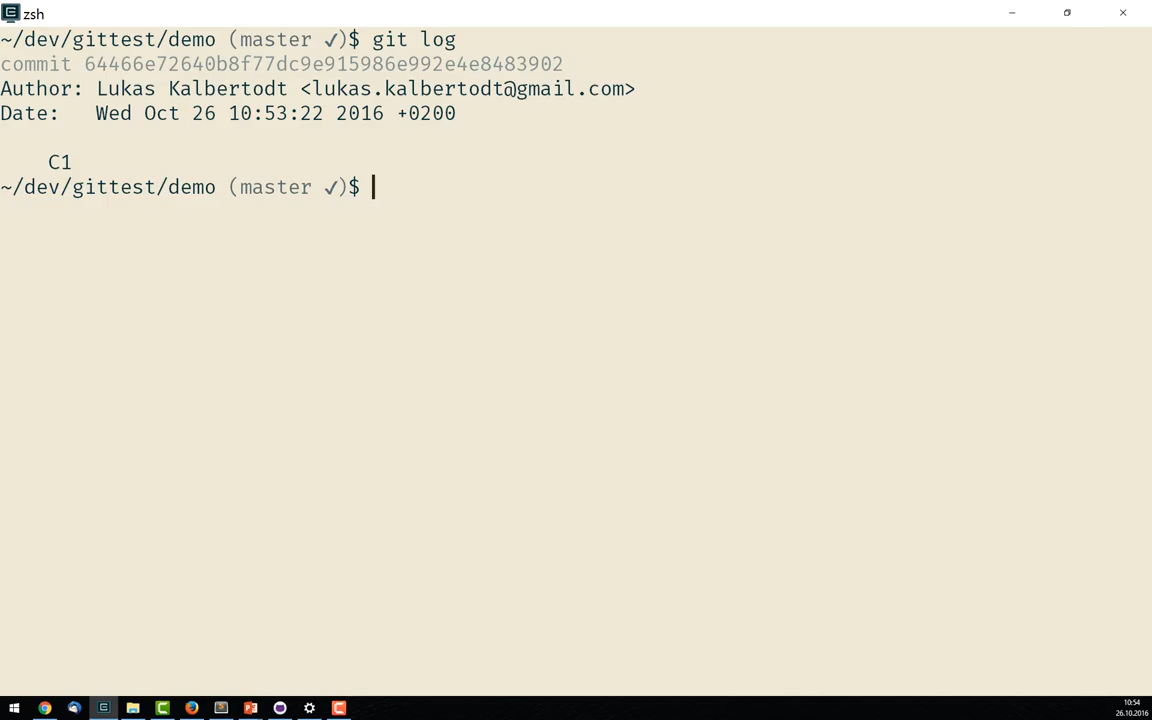 zsh
~/dev/gittest/demo (master ✓)$ git log
commit 64466e72640b8f77dc9e915986e992e4e8483902
Author: Lukas Kalbertodt <lukas.kalbertodt@gmail.com>
Date:   Wed Oct 26 10:53:22 2016 +0200
C1
~/dev/gittest/demo (master ✓)$
10:54
26.10.2016